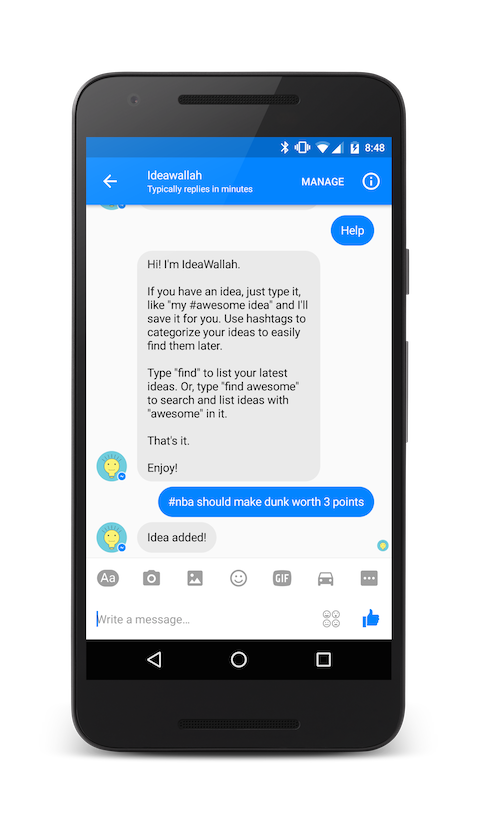 8:48
Ideawallah
Typically replies in minutes
MANAGE
Help
Hi! I'm IdeaWallah.
If you have an idea, just type it,
like "my #awesome idea" and I'll
save it for you. Use hashtags to
categorize your ideas to easily
find them later.
Type "find" to list your latest
ideas. Or, type "find awesome"
to search and list ideas with
"awesome" in it.
That's it.
Enjoy!
#nba should make dunk worth 3 points
Idea added!
Aa
GIF
Write a message...